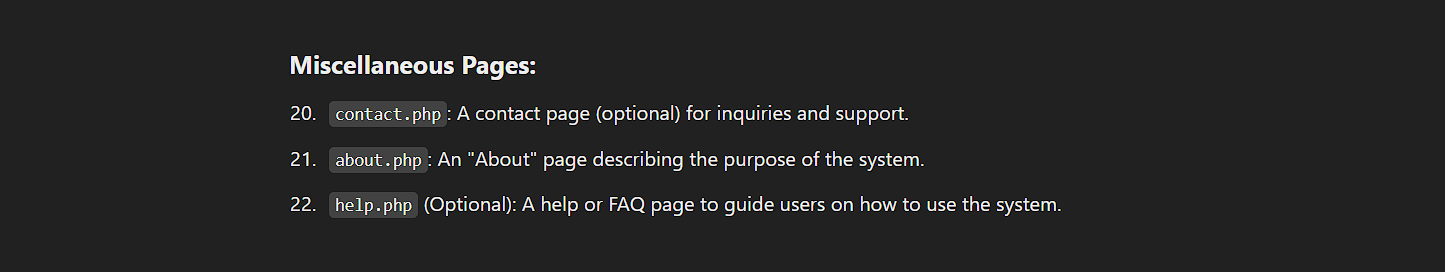 Miscellaneous Pages:
20. contact.php: A contact page (optional) for inquiries and support.
21. about.php: An "About" page describing the purpose of the system.
22. help.php (Optional): A help or FAQ page to guide users on how to use the system.